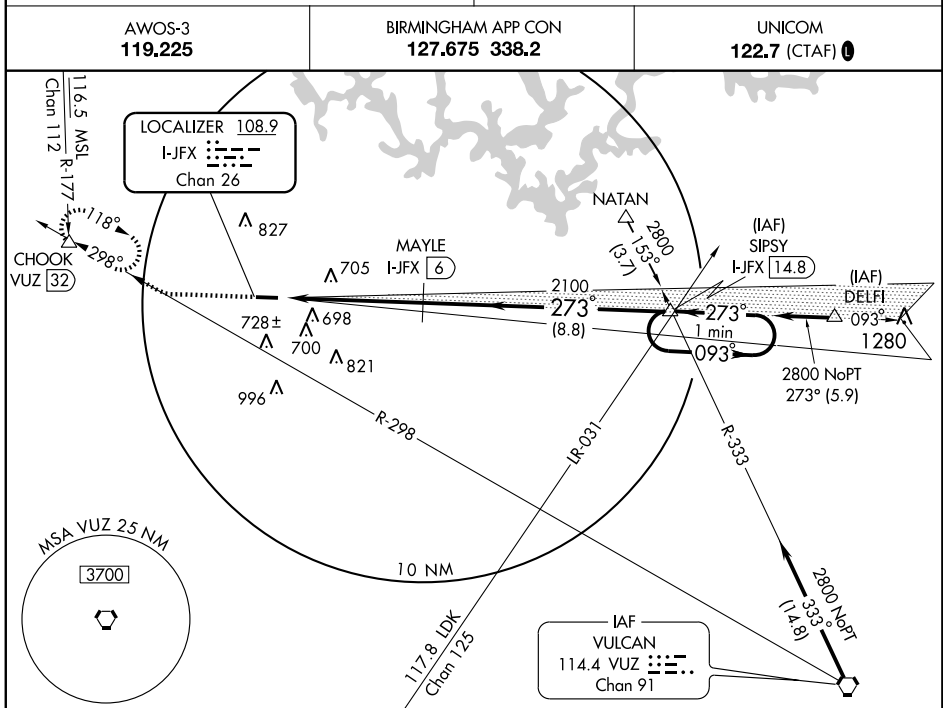 AWOS-3
119.225
BIRMINGHAM APP CON
127.675 338.2
UNICOM
122.7 (CTAF) L
116.5 MSL
Chan 112
R-177
LOCALIZER 108.9
I-JFX
Chan 26
118°
298°
CHOOK
VUZ 32
827
705
MAYLE
I-JFX 6
NATAN
2800
153°
(3.7)
(IAF)
SIPSY
I-JFX 14.8
(IAF)
DELFI
093°
1280
2100
273°
(8.8)
273°
1 min
093°
2800 NoPT
273° (5.9)
728±
698
700
821
996
R-298
LR-031
R-333
MSA VUZ 25 NM
3700
10 NM
117.8 LDK
Chan 125
2800 NoPT
333°
(14.8)
IAF
VULCAN
114.4 VUZ
Chan 91